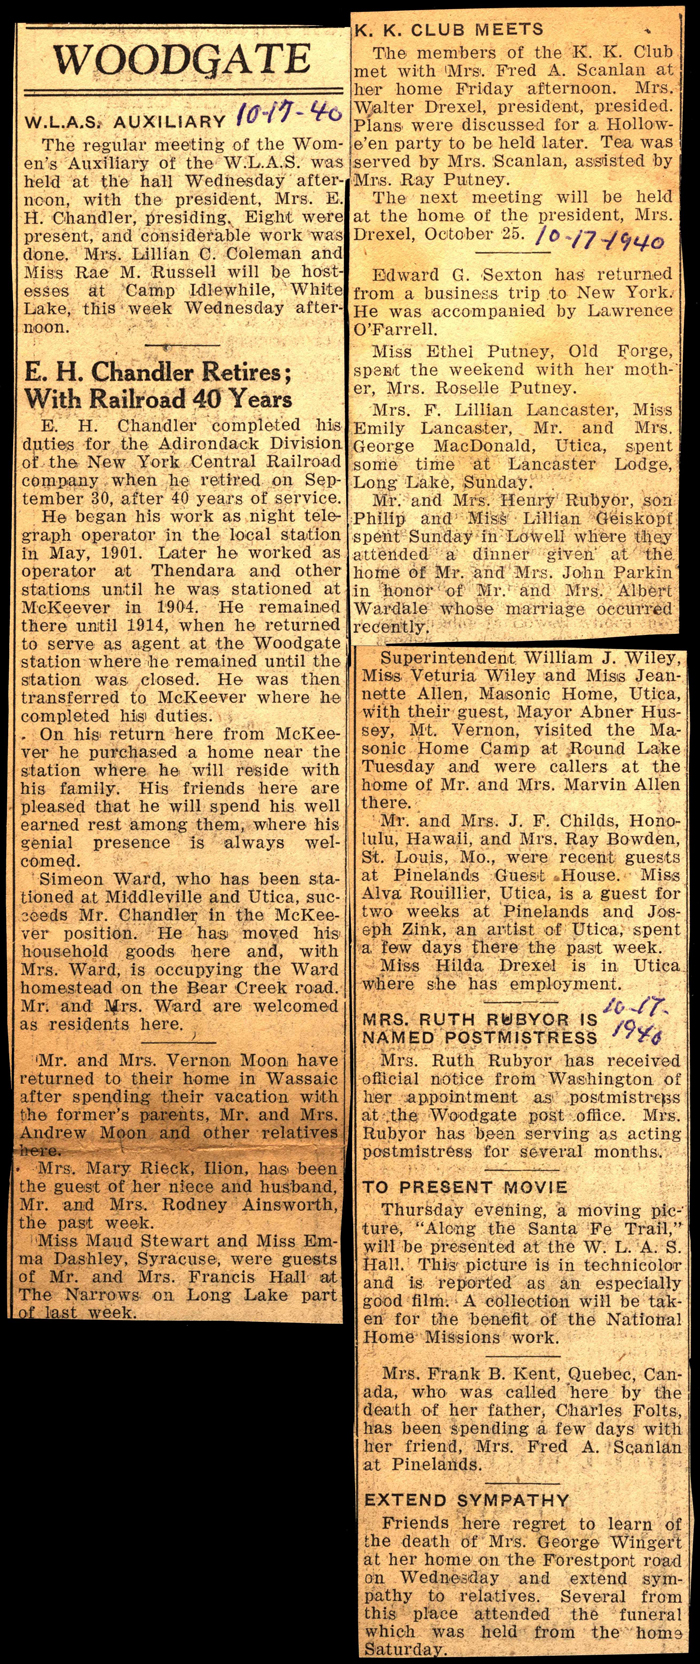 WOODGATE
W.L.A.S. AUXILIARY 10-17-40
The regular meeting of the Wom-
en's Auxiliary of the W.L.A.S. was
held at the hall Wednesday after-
noon, with the president, Mrs. E.
H. Chandler, presiding. Eight were
present, and considerable work was
done. Mrs. Lillian C. Coleman and
Miss Rae M. Russell will be host-
esses at Camp Idlewhile, White
Lake, this week Wednesday after-
noon.
E. H. Chandler Retires;
With Railroad 40 Years
E. H. Chandler completed his
duties for the Adirondack Division
of the New York Central Railroad
company when he retired on Sep-
tember 30, after 40 years of service.
He began his work as night tele-
graph operator in the local station
in May, 1901. Later he worked as
operator at Thendara and other
stations until he was stationed at
McKeever in 1904. He remained
there until 1914, when he returned
to serve as agent at the Woodgate
station where he remained until the
station was closed. He was then
transferred to McKeever where he
completed his duties.
On his return here from McKee-
ver he purchased a home near the
station where he will reside with
his family. His friends here are
pleased that he will spend his well
earned rest among them, where his
genial presence is always wel-
comed.
Simeon Ward, who has been sta-
tioned at Middleville and Utica, suc-
ceeds Mr. Chandler in the McKee-
ver position. He has moved his
household goods here and, with
Mrs. Ward, is occupying the Ward
homestead on the Bear Creek road.
Mr. and Mrs. Ward are welcomed
as residents here.
Mr. and Mrs. Vernon Moon have
returned to their home in Wassaic
after spending their vacation with
the former's parents, Mr. and Mrs.
Andrew Moon and other relatives
here.
Mrs. Mary Rieck, Ilion, has been
the guest of her niece and husband,
Mr. and Mrs. Rodney Ainsworth,
the past week.
Miss Maud Stewart and Miss Em-
ma Dashley, Syracuse, were guests
of Mr. and Mrs. Francis Hall at
The Narrows on Long Lake part
of last week.
K. K. CLUB MEETS
The members of the K. K. Club
met with Mrs. Fred A. Scanlan at
her home Friday afternoon. Mrs.
Walter Drexel, president, presided.
Plans were discussed for a Hollow-
e'en party to be held later. Tea was
served by Mrs. Scanlan, assisted by
Mrs. Ray Putney.
The next meeting will be held
at the home of the president, Mrs.
Drexel, October 25. 10-17-1940
Edward G. Sexton has returned
from a business trip to New York.
He was accompanied by Lawrence
O'Farrell.
Miss Ethel Putney, Old Forge,
spent the weekend with her moth-
er, Mrs. Roselle Putney.
Mrs. F. Lillian Lancaster, Miss
Emily Lancaster, Mr. and Mrs.
George MacDonald, Utica, spent
some time at Lancaster Lodge,
Long Lake, Sunday.
Mr. and Mrs. Henry Rubyor, son
Philip and Miss Lillian Geiskopf
spent Sunday in Lowell where they
attended a dinner given at the
home of Mr. and Mrs. John Parkin
in honor of Mr. and Mrs. Albert
Wardale whose marriage occurred
recently.
Superintendent William J. Wiley,
Miss Veturia Wiley and Miss Jean-
nette Allen, Masonic Home, Utica,
with their guest, Mayor Abner Hus-
sey, Mt. Vernon, visited the Ma-
sonic Home Camp at Round Lake
Tuesday and were callers at the
home of Mr. and Mrs. Marvin Allen
there.
Mr. and Mrs. J. F. Childs, Hono-
lulu, Hawaii, and Mrs. Ray Bowden,
St. Louis, Mo., were recent guests
at Pinelands Guest House. Miss
Alva Rouillier, Utica, is a guest for
two weeks at Pinelands and Jos-
eph Zink, an artist of Utica, spent
a few days there the past week.
Miss Hilda Drexel is in Utica
where she has employment.
MRS. RUTH RUBYOR IS
NAMED POSTMISTRESS
10-17-
1940
Mrs. Ruth Rubyor has received
official notice from Washington of
her appointment as postmistress
at the Woodgate post office. Mrs.
Rubyor has been serving as acting
postmistress for several months.
TO PRESENT MOVIE
Thursday evening, a moving pic-
ture, "Along the Santa Fe Trail,"
will be presented at the W. L. A. S.
Hall. This picture is in technicolor
and is reported as an especially
good film. A collection will be tak-
en for the benefit of the National
Home Missions work.
Mrs. Frank B. Kent, Quebec, Can-
ada, who was called here by the
death of her father, Charles Folts,
has been spending a few days with
her friend, Mrs. Fred A. Scanlan
at Pinelands.
EXTEND SYMPATHY
Friends here regret to learn of
the death of Mrs. George Wingert
at her home on the Forestport road
on Wednesday and extend sym-
pathy to relatives. Several from
this place attended the funeral
which was held from the home
Saturday.